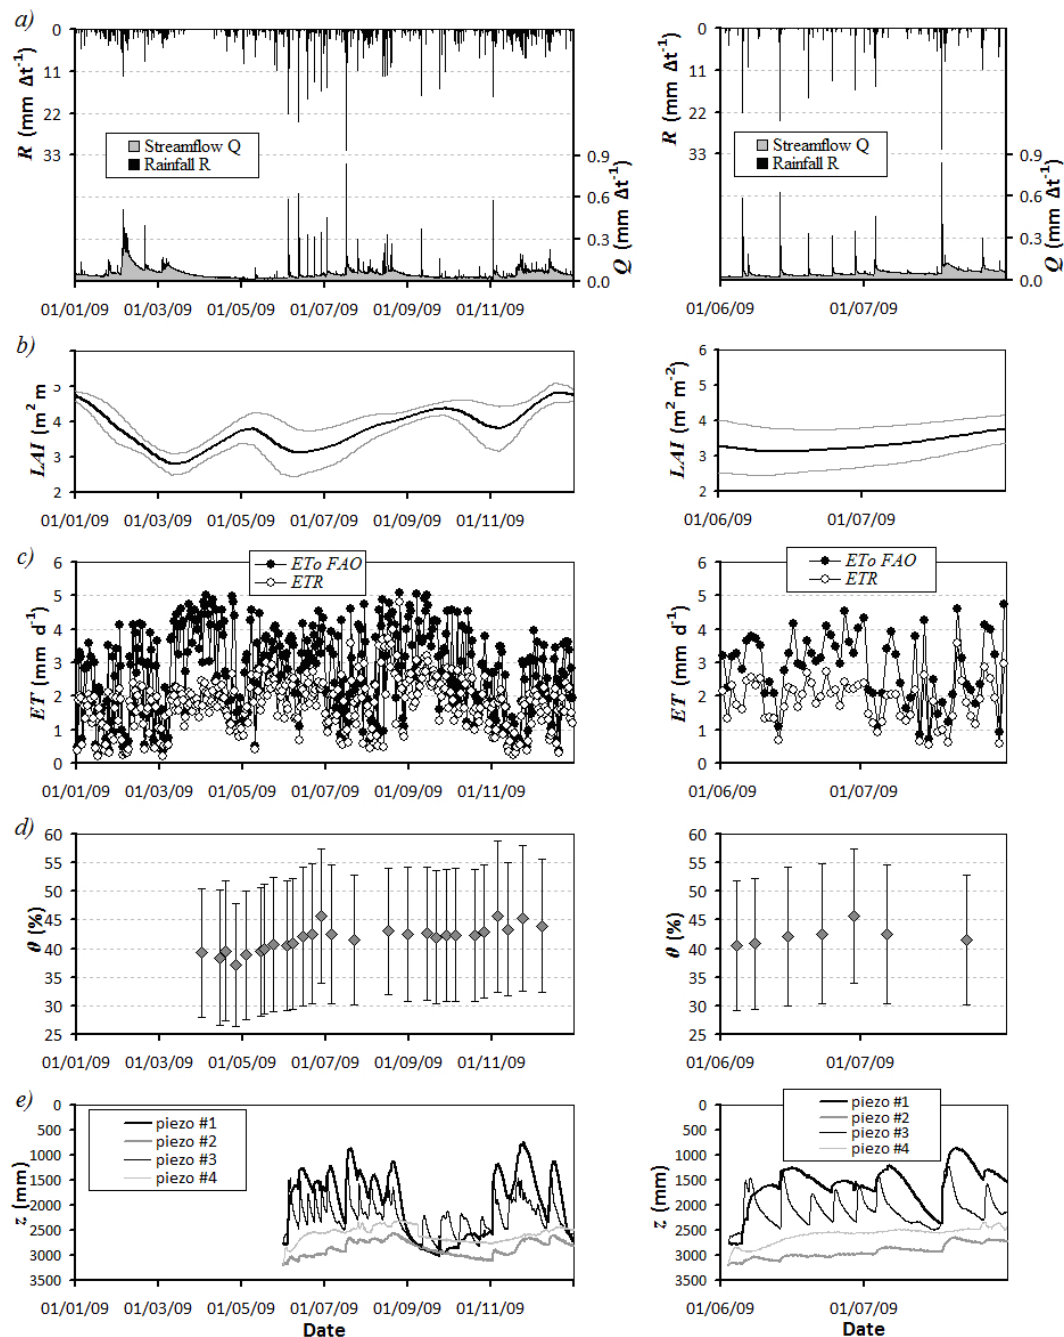 a)
0
11
22
33
R (mm Δt-1)
Streamflow Q
Rainfall R
0.9
0.6
0.3
0.0
Q (mm Δt-1)
01/01/09 01/03/09 01/05/09 01/07/09 01/09/09 01/11/09
0
11
22
33
R (mm Δt-1)
Streamflow Q
Rainfall R
0.9
0.6
0.3
0.0
Q (mm Δt-1)
01/06/09 01/07/09
b)
5
4
3
2
LAI (m2 m
01/01/09 01/03/09 01/05/09 01/07/09 01/09/09 01/11/09
6
5
4
3
2
LAI (m2 m-2)
01/06/09 01/07/09
c)
6
5
4
3
2
1
0
ET (mm d-1)
ETo FAO
ETR
01/01/09 01/03/09 01/05/09 01/07/09 01/09/09 01/11/09
6
5
4
3
2
1
0
ET (mm d-1)
ETo FAO
ETR
01/06/09 01/07/09
d)
60
55
50
45
40
35
30
25
θ (%)
01/01/09 01/03/09 01/05/09 01/07/09 01/09/09 01/11/09
60
55
50
45
40
35
30
25
θ (%)
01/06/09 01/07/09
e)
0
500
1000
1500
2000
2500
3000
3500
z (mm)
piezo #1
piezo #2
piezo #3
piezo #4
01/01/09 01/03/09 01/05/09 01/07/09 01/09/09 01/11/09
Date
0
500
1000
1500
2000
2500
3000
3500
z (mm)
piezo #1
piezo #2
piezo #3
piezo #4
01/06/09 01/07/09
Date